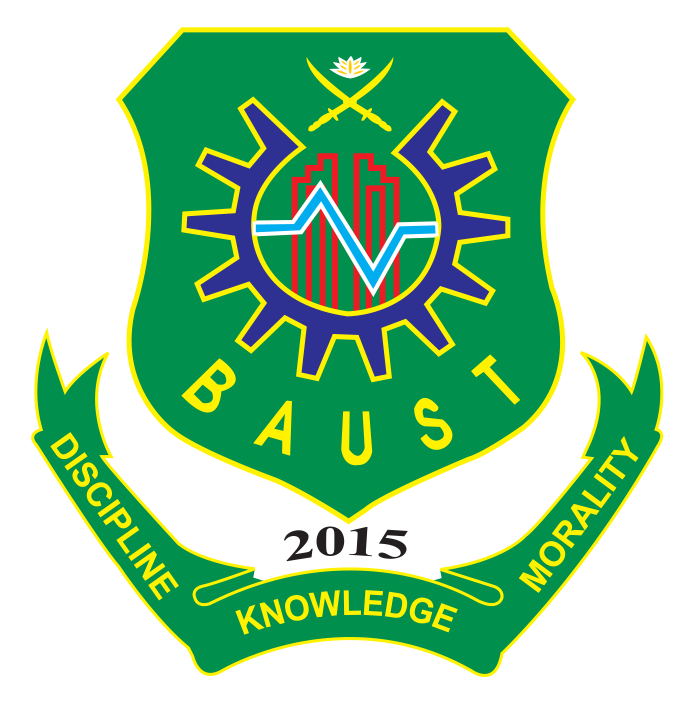 BAUST
2015
DISCIPLINE
KNOWLEDGE
MORALITY